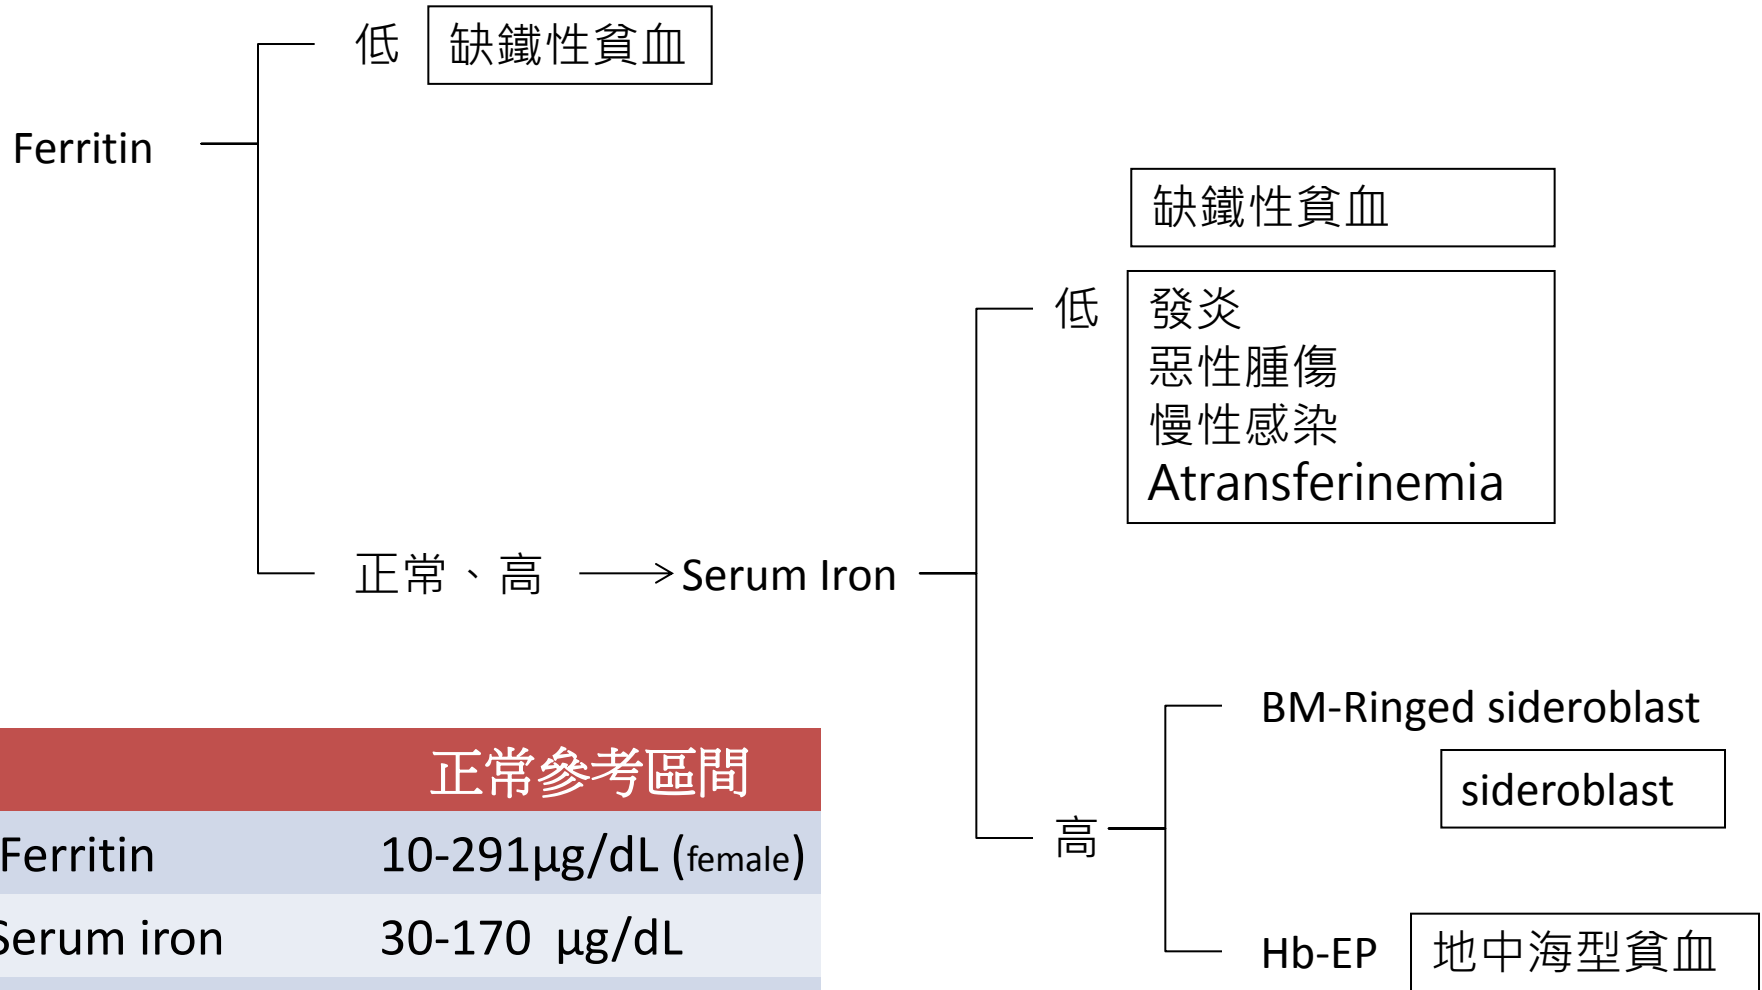 低
缺鐵性貧血
Ferritin
缺鐵性貧血
低
發炎
惡性腫傷
慢性感染
Atransferinemia
正常、高
Serum Iron
BM-Ringed sideroblast
sideroblast
高
Hb-EP
地中海型貧血
正常參考區間
Ferritin 10-291μg/dL (female)
Serum iron 30-170 μg/dL